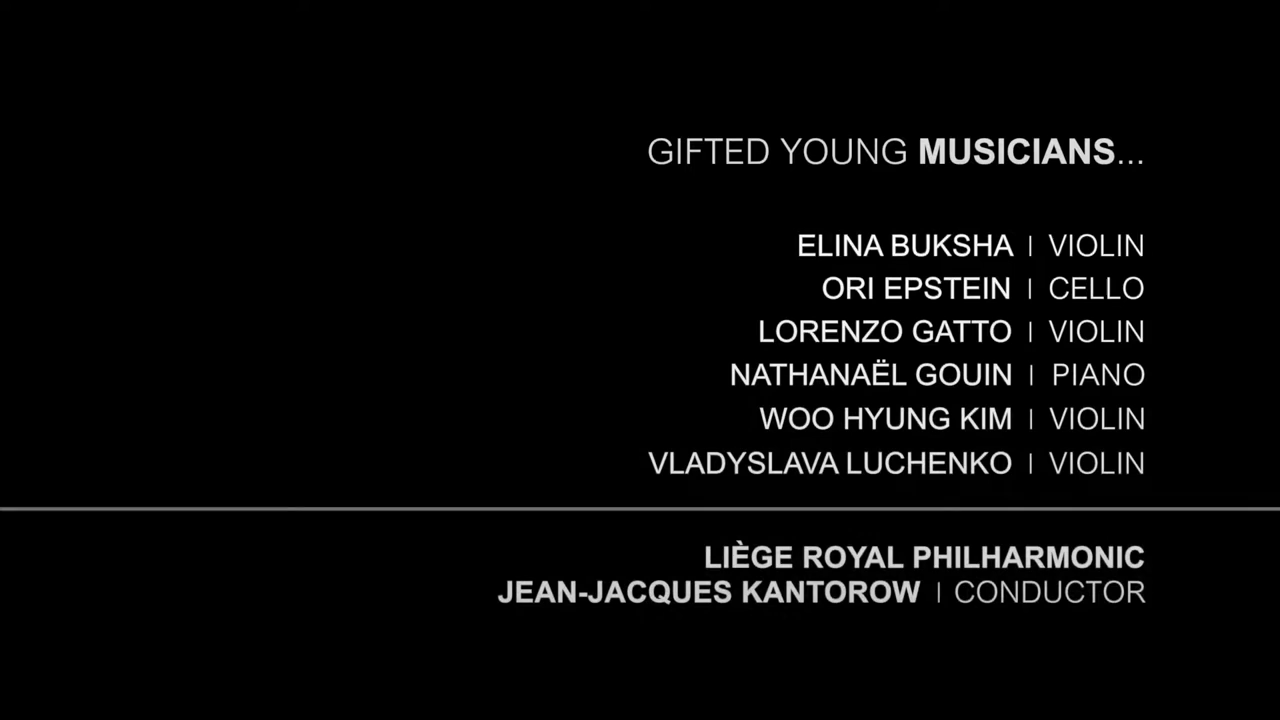 GIFTED YOUNG MUSICIANS...
ELINA BUKSHA | VIOLIN
ORI EPSTEIN | CELLO
LORENZO GATTO | VIOLIN
NATHANAËL GOUIN | PIANO
WOO HYUNG KIM | VIOLIN
VLADYSLAVA LUCHENKO | VIOLIN
LIÈGE ROYAL PHILHARMONIC
JEAN-JACQUES KANTOROW | CONDUCTOR